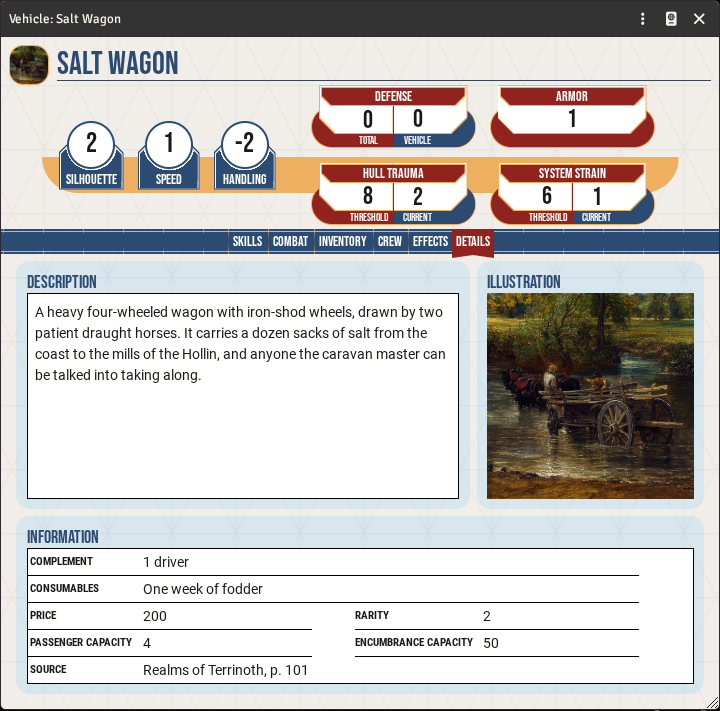 Vehicle: Salt Wagon
SALT WAGON
2
SILHOUETTE
1
SPEED
-2
HANDLING
DEFENSE
0 0
TOTAL VEHICLE
ARMOR
1
HULL TRAUMA
8 2
THRESHOLD CURRENT
SYSTEM STRAIN
6 1
THRESHOLD CURRENT
SKILLS COMBAT INVENTORY CREW EFFECTS DETAILS
DESCRIPTION
A heavy four-wheeled wagon with iron-shod wheels, drawn by two
patient draught horses. It carries a dozen sacks of salt from the
coast to the mills of the Hollin, and anyone the caravan master can
be talked into taking along.
ILLUSTRATION
INFORMATION
COMPLEMENT 1 driver
CONSUMABLES One week of fodder
PRICE 200 RARITY 2
PASSENGER CAPACITY 4 ENCUMBRANCE CAPACITY 50
SOURCE Realms of Terrinoth, p. 101